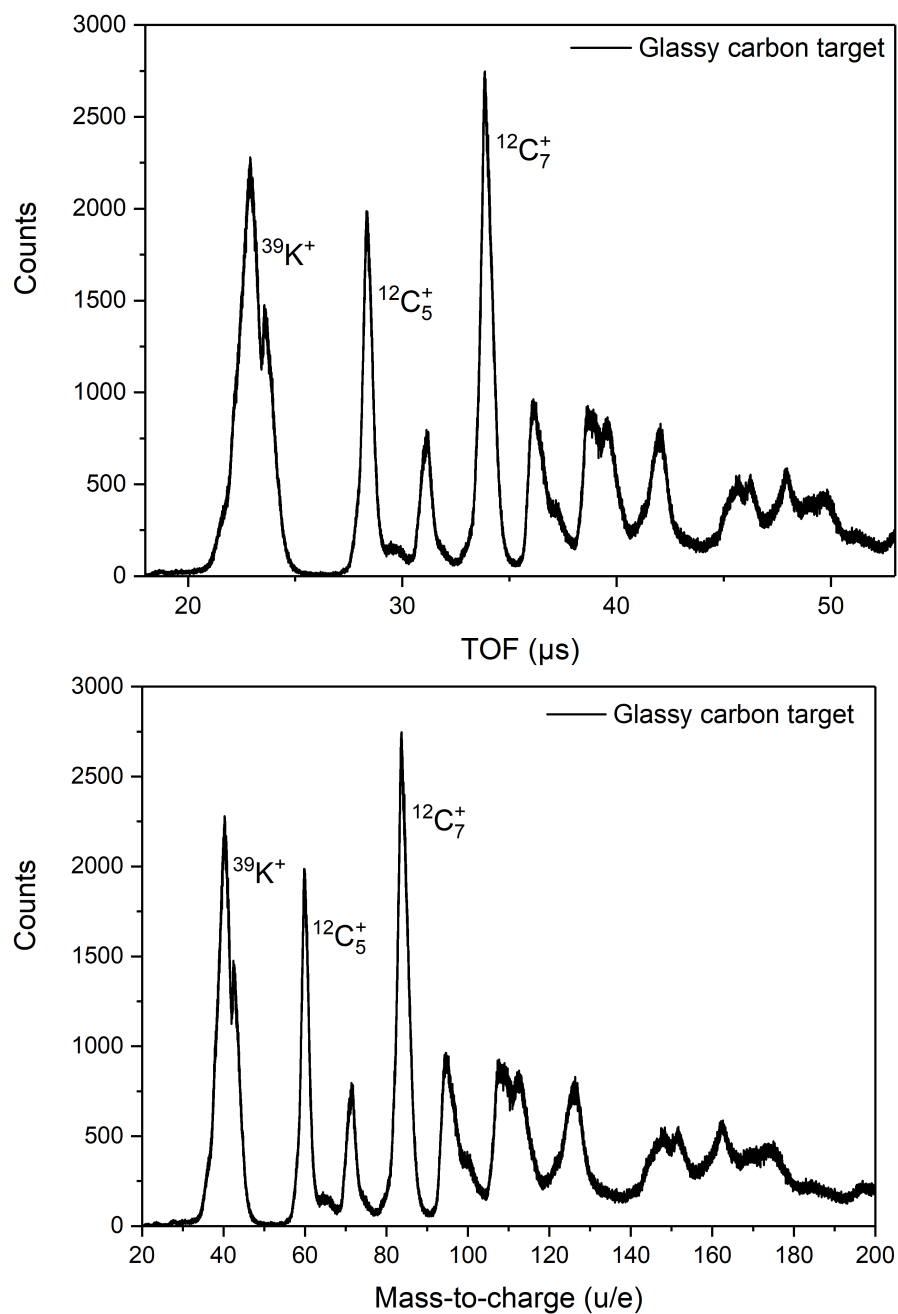 3000
Glassy carbon target
2500
¹²C₇⁺
2000
³⁹K⁺
¹²C₅⁺
1500
1000
500
0
Counts
20 30 40 50
TOF (µs)
3000
Glassy carbon target
2500
¹²C₇⁺
2000
³⁹K⁺
¹²C₅⁺
1500
1000
500
0
Counts
20 40 60 80 100 120 140 160 180 200
Mass-to-charge (u/e)